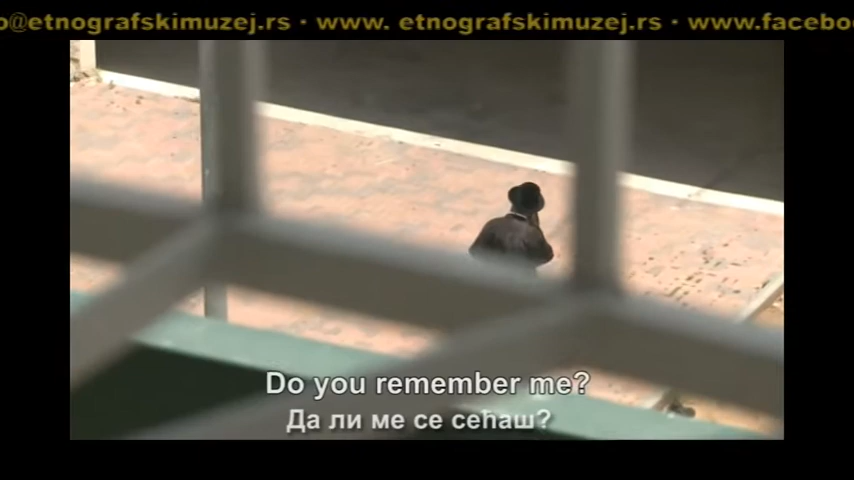 o@etnografskimuzej.rs · www. etnografskimuzej.rs · www.facebo
Do you remember me?
Да ли ме се сећаш?